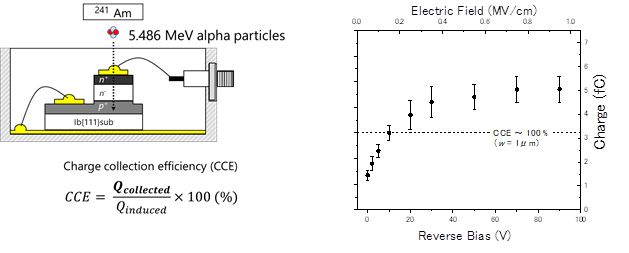 241 Am
5.486 MeV alpha particles
n+
n-
p+
Ib[111]sub
Charge collection efficiency (CCE)
CCE = Qcollected / Qinduced × 100 (%)
Electric Field (MV/cm)
0.0 0.2 0.4 0.6 0.8 1.0
7
6
5
4
3
2
1
0
Charge (fC)
CCE ~ 100%
(w = 1μm)
0 20 40 60 80 100
Reverse Bias (V)